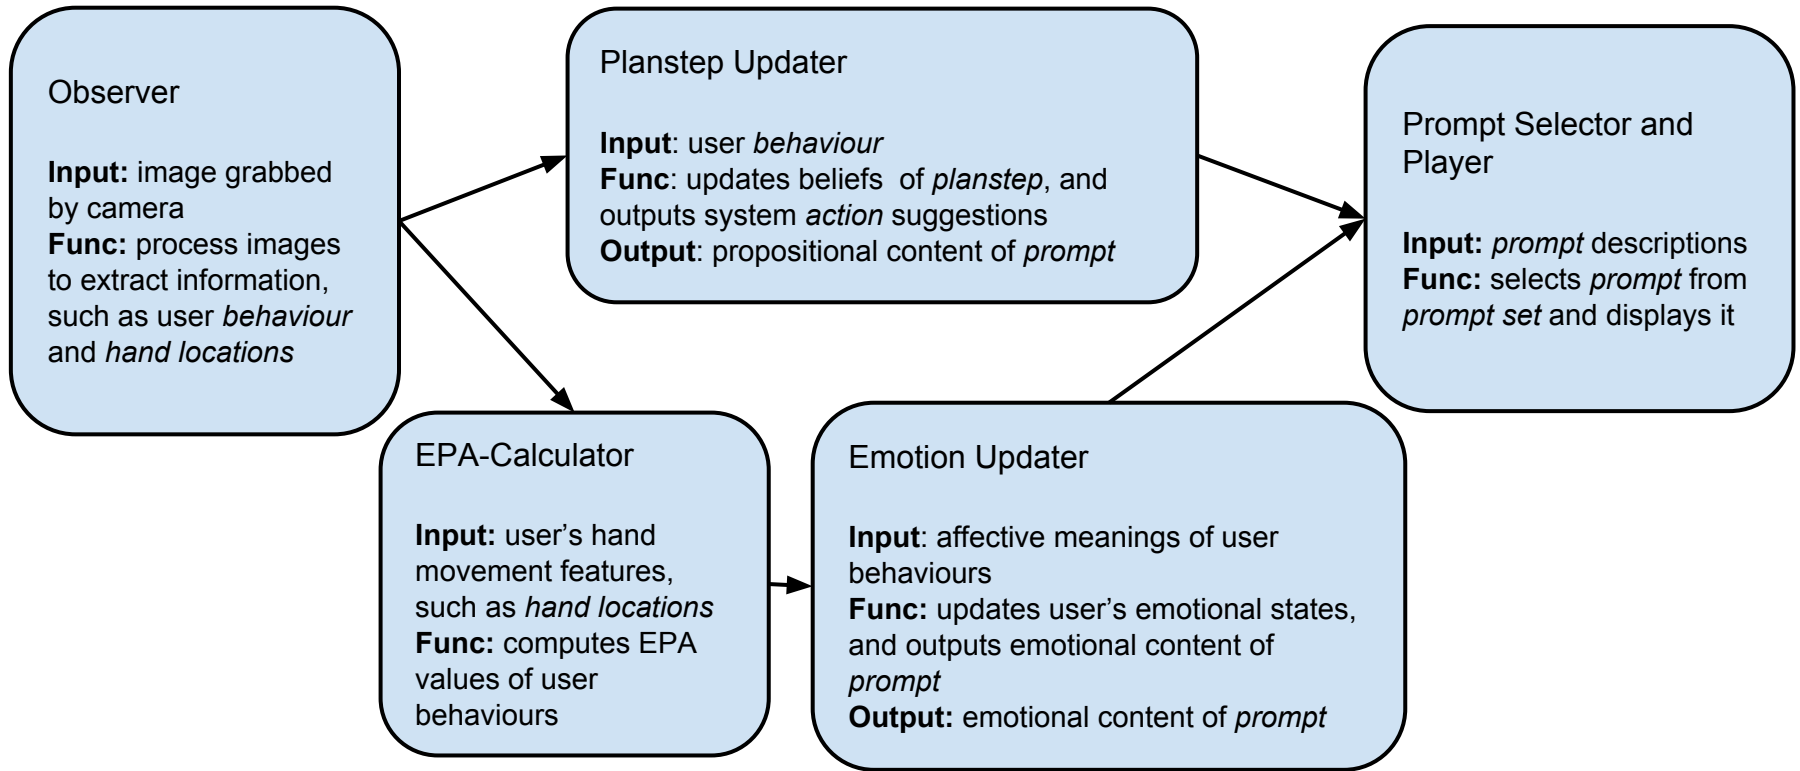 Observer
Input: image grabbed
by camera
Func: process images
to extract information,
such as user behaviour
and hand locations
Planstep Updater
Input: user behaviour
Func: updates beliefs of planstep, and
outputs system action suggestions
Output: propositional content of prompt
Prompt Selector and
Player
Input: prompt descriptions
Func: selects prompt from
prompt set and displays it
EPA-Calculator
Input: user’s hand
movement features,
such as hand locations
Func: computes EPA
values of user
behaviours
Emotion Updater
Input: affective meanings of user
behaviours
Func: updates user’s emotional states,
and outputs emotional content of
prompt
Output: emotional content of prompt